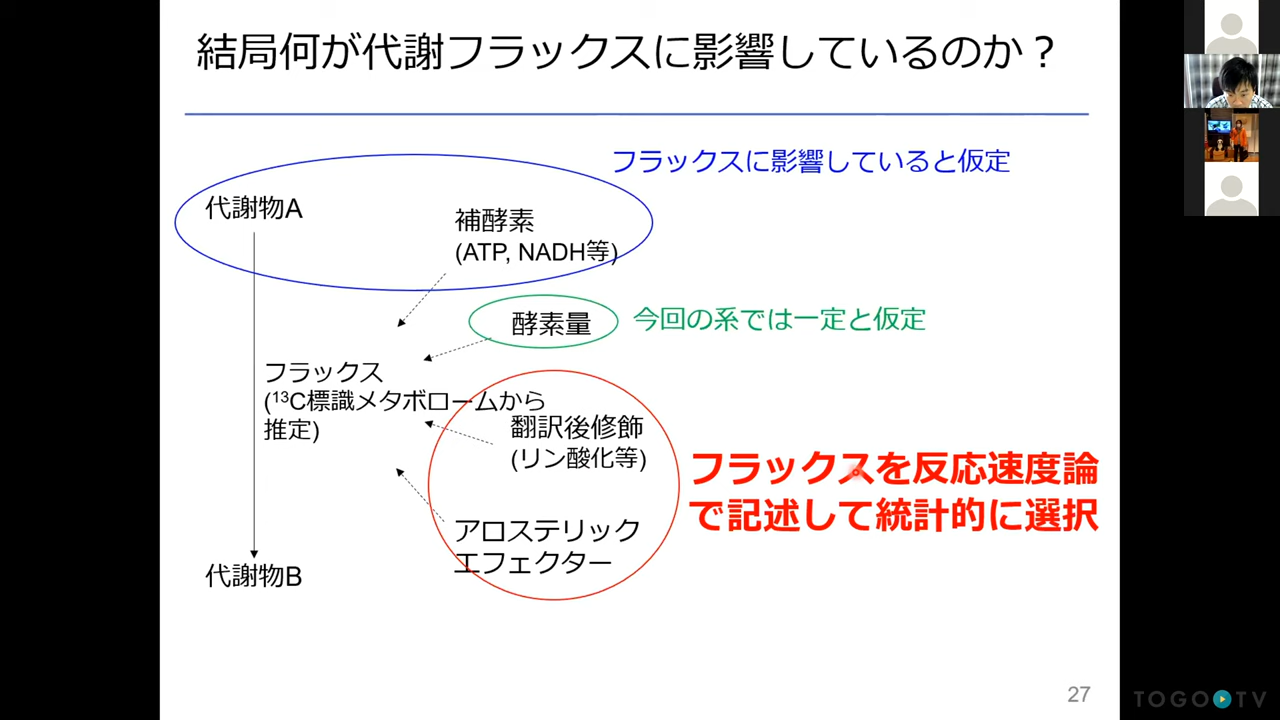 結局何が代謝フラックスに影響しているのか？
フラックスに影響していると仮定
代謝物A
補酵素
(ATP, NADH等)
酵素量
今回の系では一定と仮定
フラックス
(¹³C標識メタボロームから
推定)
翻訳後修飾
(リン酸化等)
フラックスを反応速度論
で記述して統計的に選択
アロステリック
エフェクター
代謝物B
27
TOGO TV